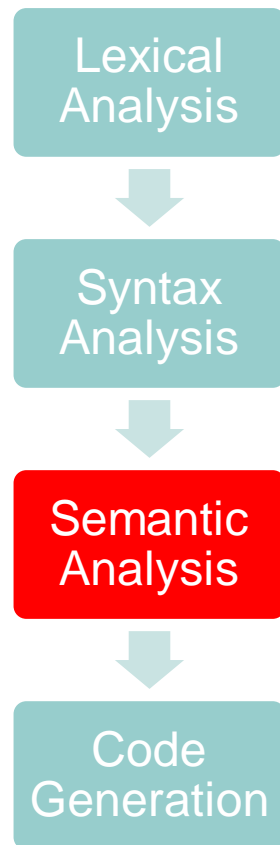 Lexical
Analysis
Syntax
Analysis
Semantic
Analysis
Code
Generation